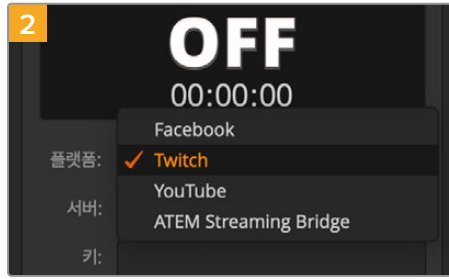 2
OFF
00:00:00
Facebook
플랫폼: ✓ Twitch
YouTube
서버:
ATEM Streaming Bridge
키: